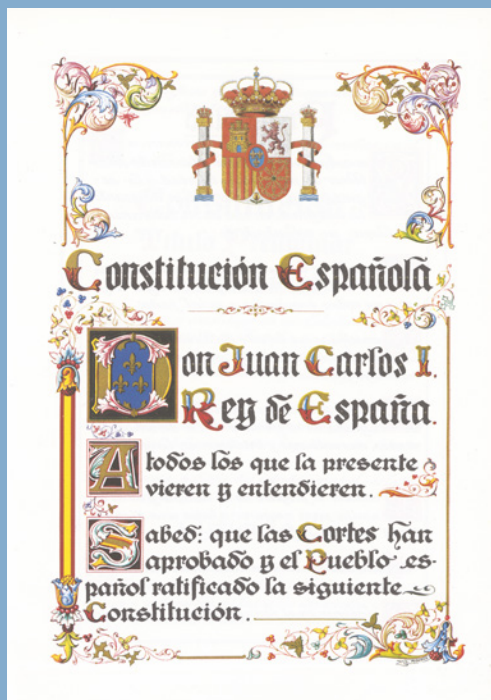 Constitución Española
Don Juan Carlos I.
Rey de España.
A todos los que la presente
vieren y entendieren.
Sabed: que las Cortes han
aprobado y el Pueblo es-
pañol ratificado la siguiente
Constitución.